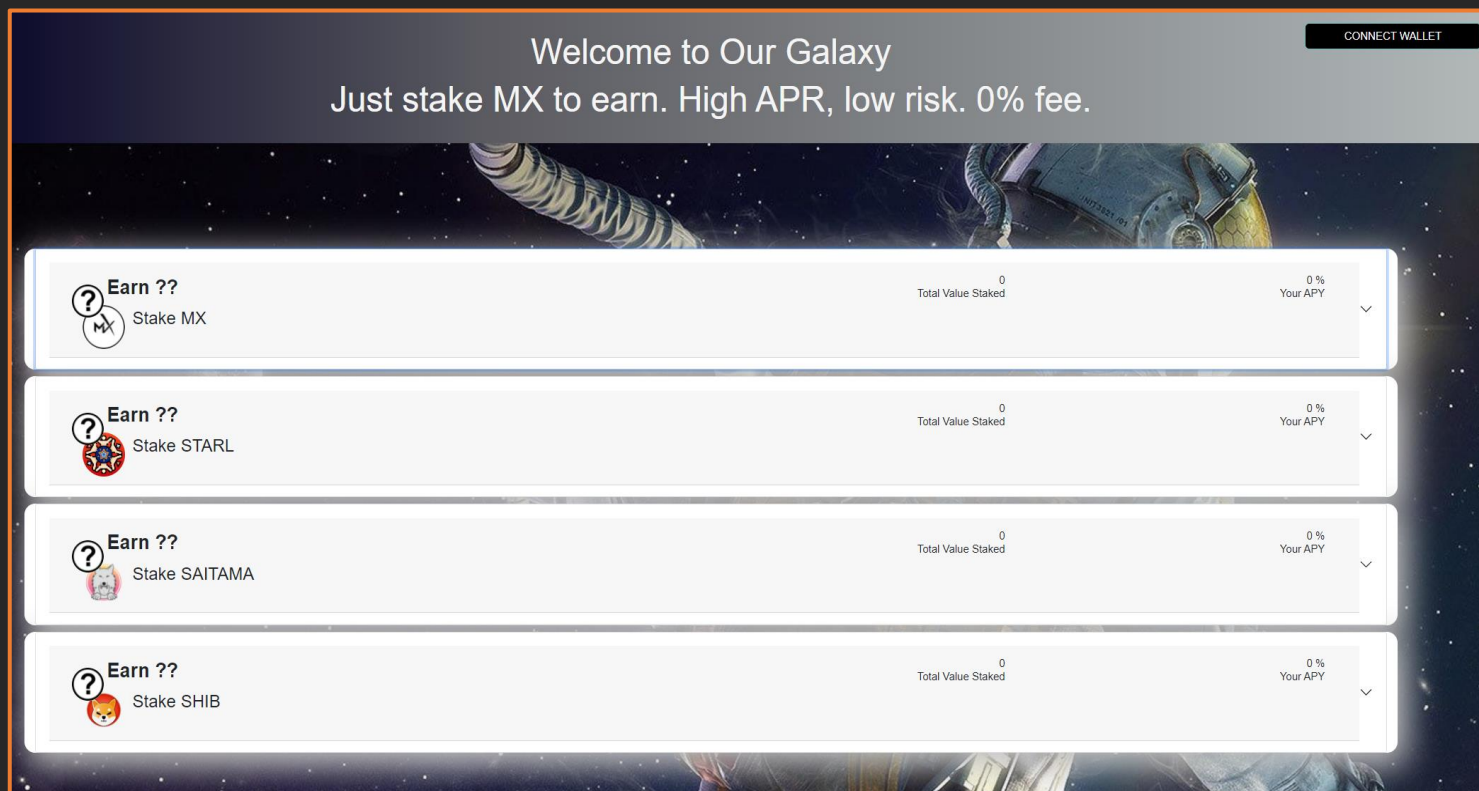 CONNECT WALLET
Welcome to Our Galaxy
Just stake MX to earn. High APR, low risk. 0% fee.
INIT3821 /01
?
Earn ??
MX
Stake MX
0
Total Value Staked
0 %
Your APY
?
Earn ??
Stake STARL
0
Total Value Staked
0 %
Your APY
?
Earn ??
Stake SAITAMA
0
Total Value Staked
0 %
Your APY
?
Earn ??
Stake SHIB
0
Total Value Staked
0 %
Your APY